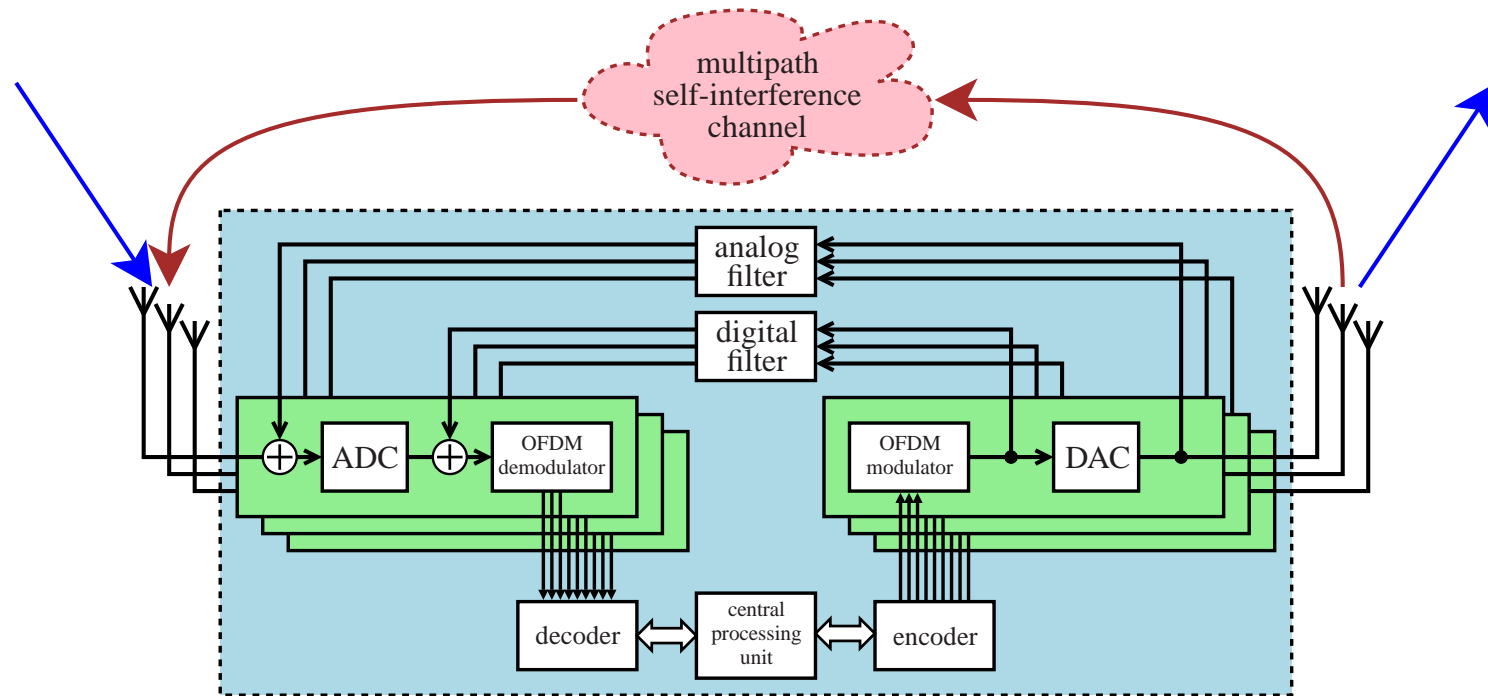 multipath
self-interference
channel
analog
filter
digital
filter
ADC
OFDM
demodulator
OFDM
modulator
DAC
decoder
central
processing
unit
encoder